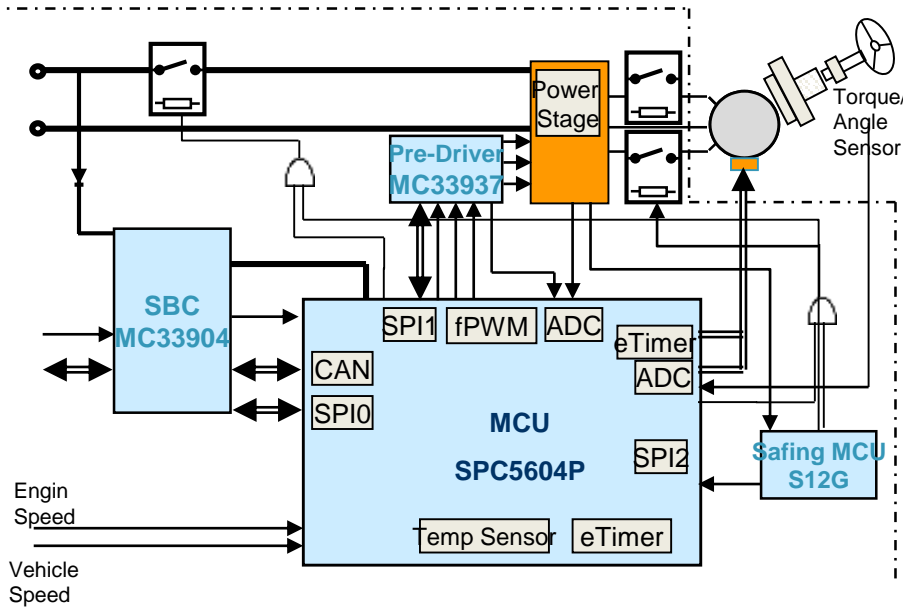 Power
Stage
Torque/
Angle
Sensor
Pre-Driver
MC33937
SBC
MC33904
SPI1
fPWM
ADC
eTimer
CAN
ADC
SPI0
MCU
SPC5604P
SPI2
Safing MCU
S12G
Engin
Speed
Temp Sensor
eTimer
Vehicle
Speed